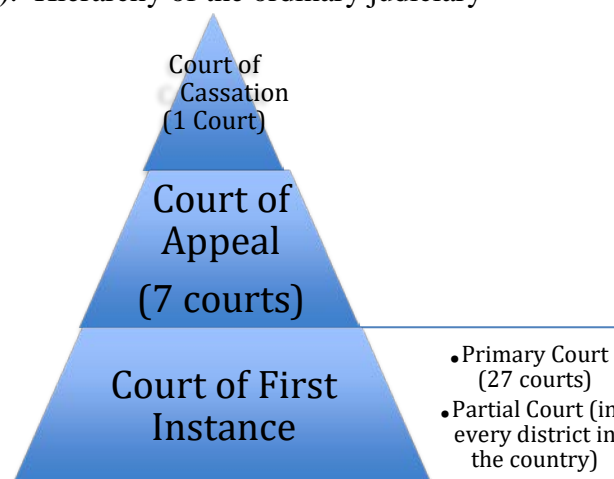 ): Hierarchy of the ordinary judiciary
Court of
Cassation
(1 Court)
Court of
Appeal
(7 courts)
Court of First
Instance
•Primary Court
(27 courts)
•Partial Court (in
every district in
the country)